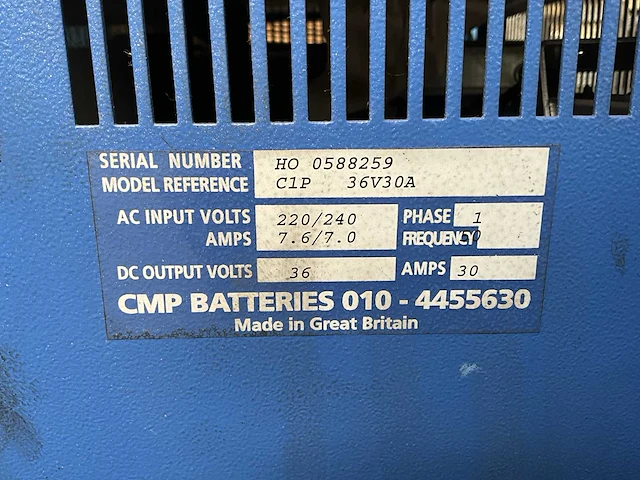 SERIAL NUMBER HO 0588259
MODEL REFERENCE C1P 36V30A
AC INPUT VOLTS 220/240 PHASE 1
AMPS 7.6/7.0 FREQUENCY 50
DC OUTPUT VOLTS 36 AMPS 30
CMP BATTERIES 010 - 4455630
Made in Great Britain